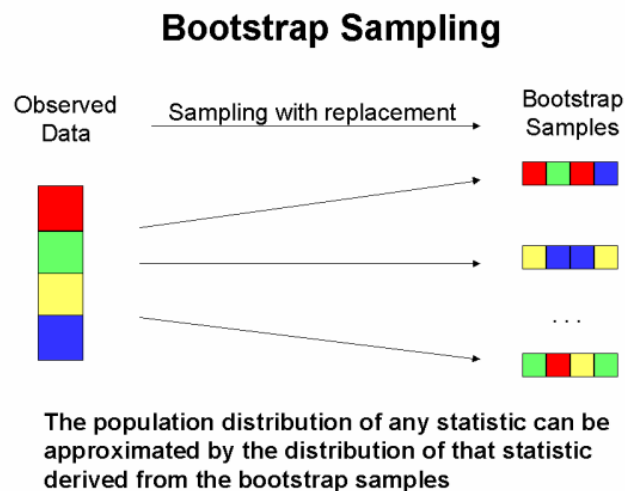 Bootstrap Sampling
Observed
Data
Sampling with replacement
Bootstrap
Samples
...
The population distribution of any statistic can be
approximated by the distribution of that statistic
derived from the bootstrap samples